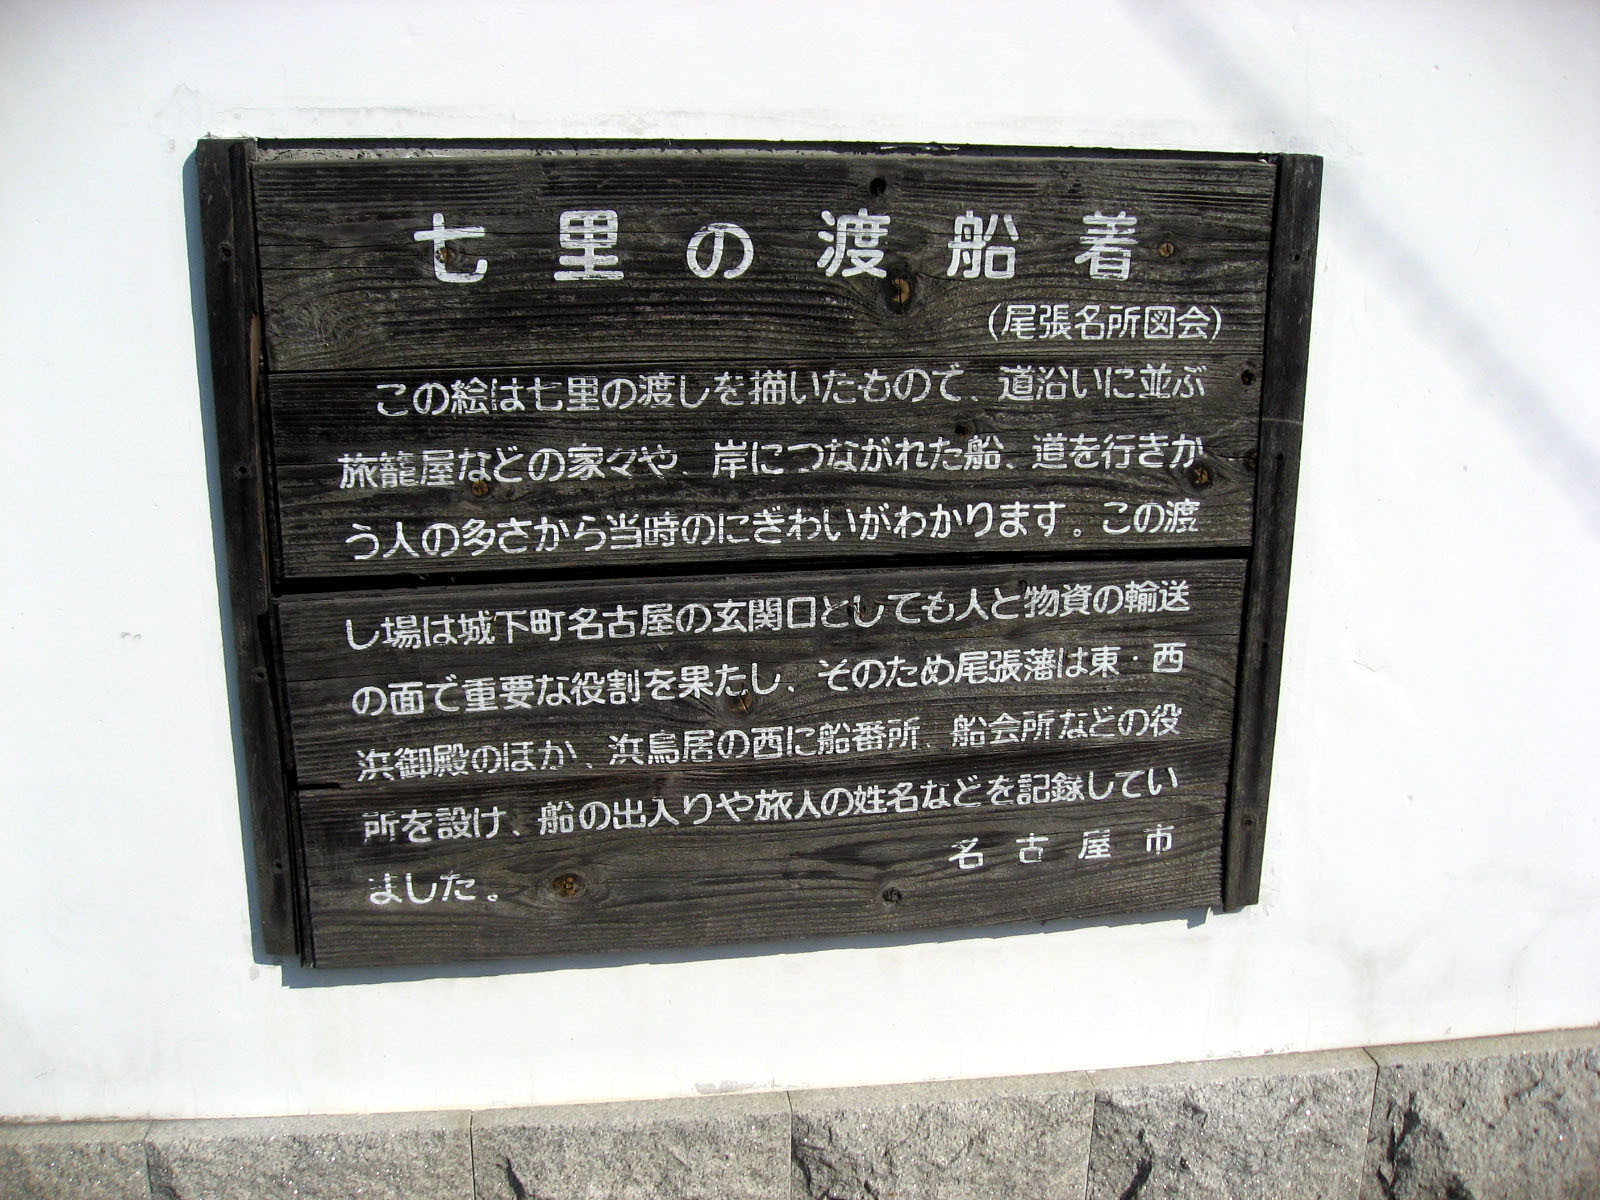 七里の渡船着
(尾張名所図会)
この絵は七里の渡しを描いたもので、道沿いに並ぶ
旅籠屋などの家々や、岸につながれた船、道を行きか
う人の多さから当時のにぎわいがわかります。この渡
し場は城下町名古屋の玄関口としても人と物資の輸送
の面で重要な役割を果たし、そのため尾張藩は東・西
浜御殿のほか、浜鳥居の西に船番所、船会所などの役
所を設け、船の出入りや旅人の姓名などを記録してい
ました。
名古屋市